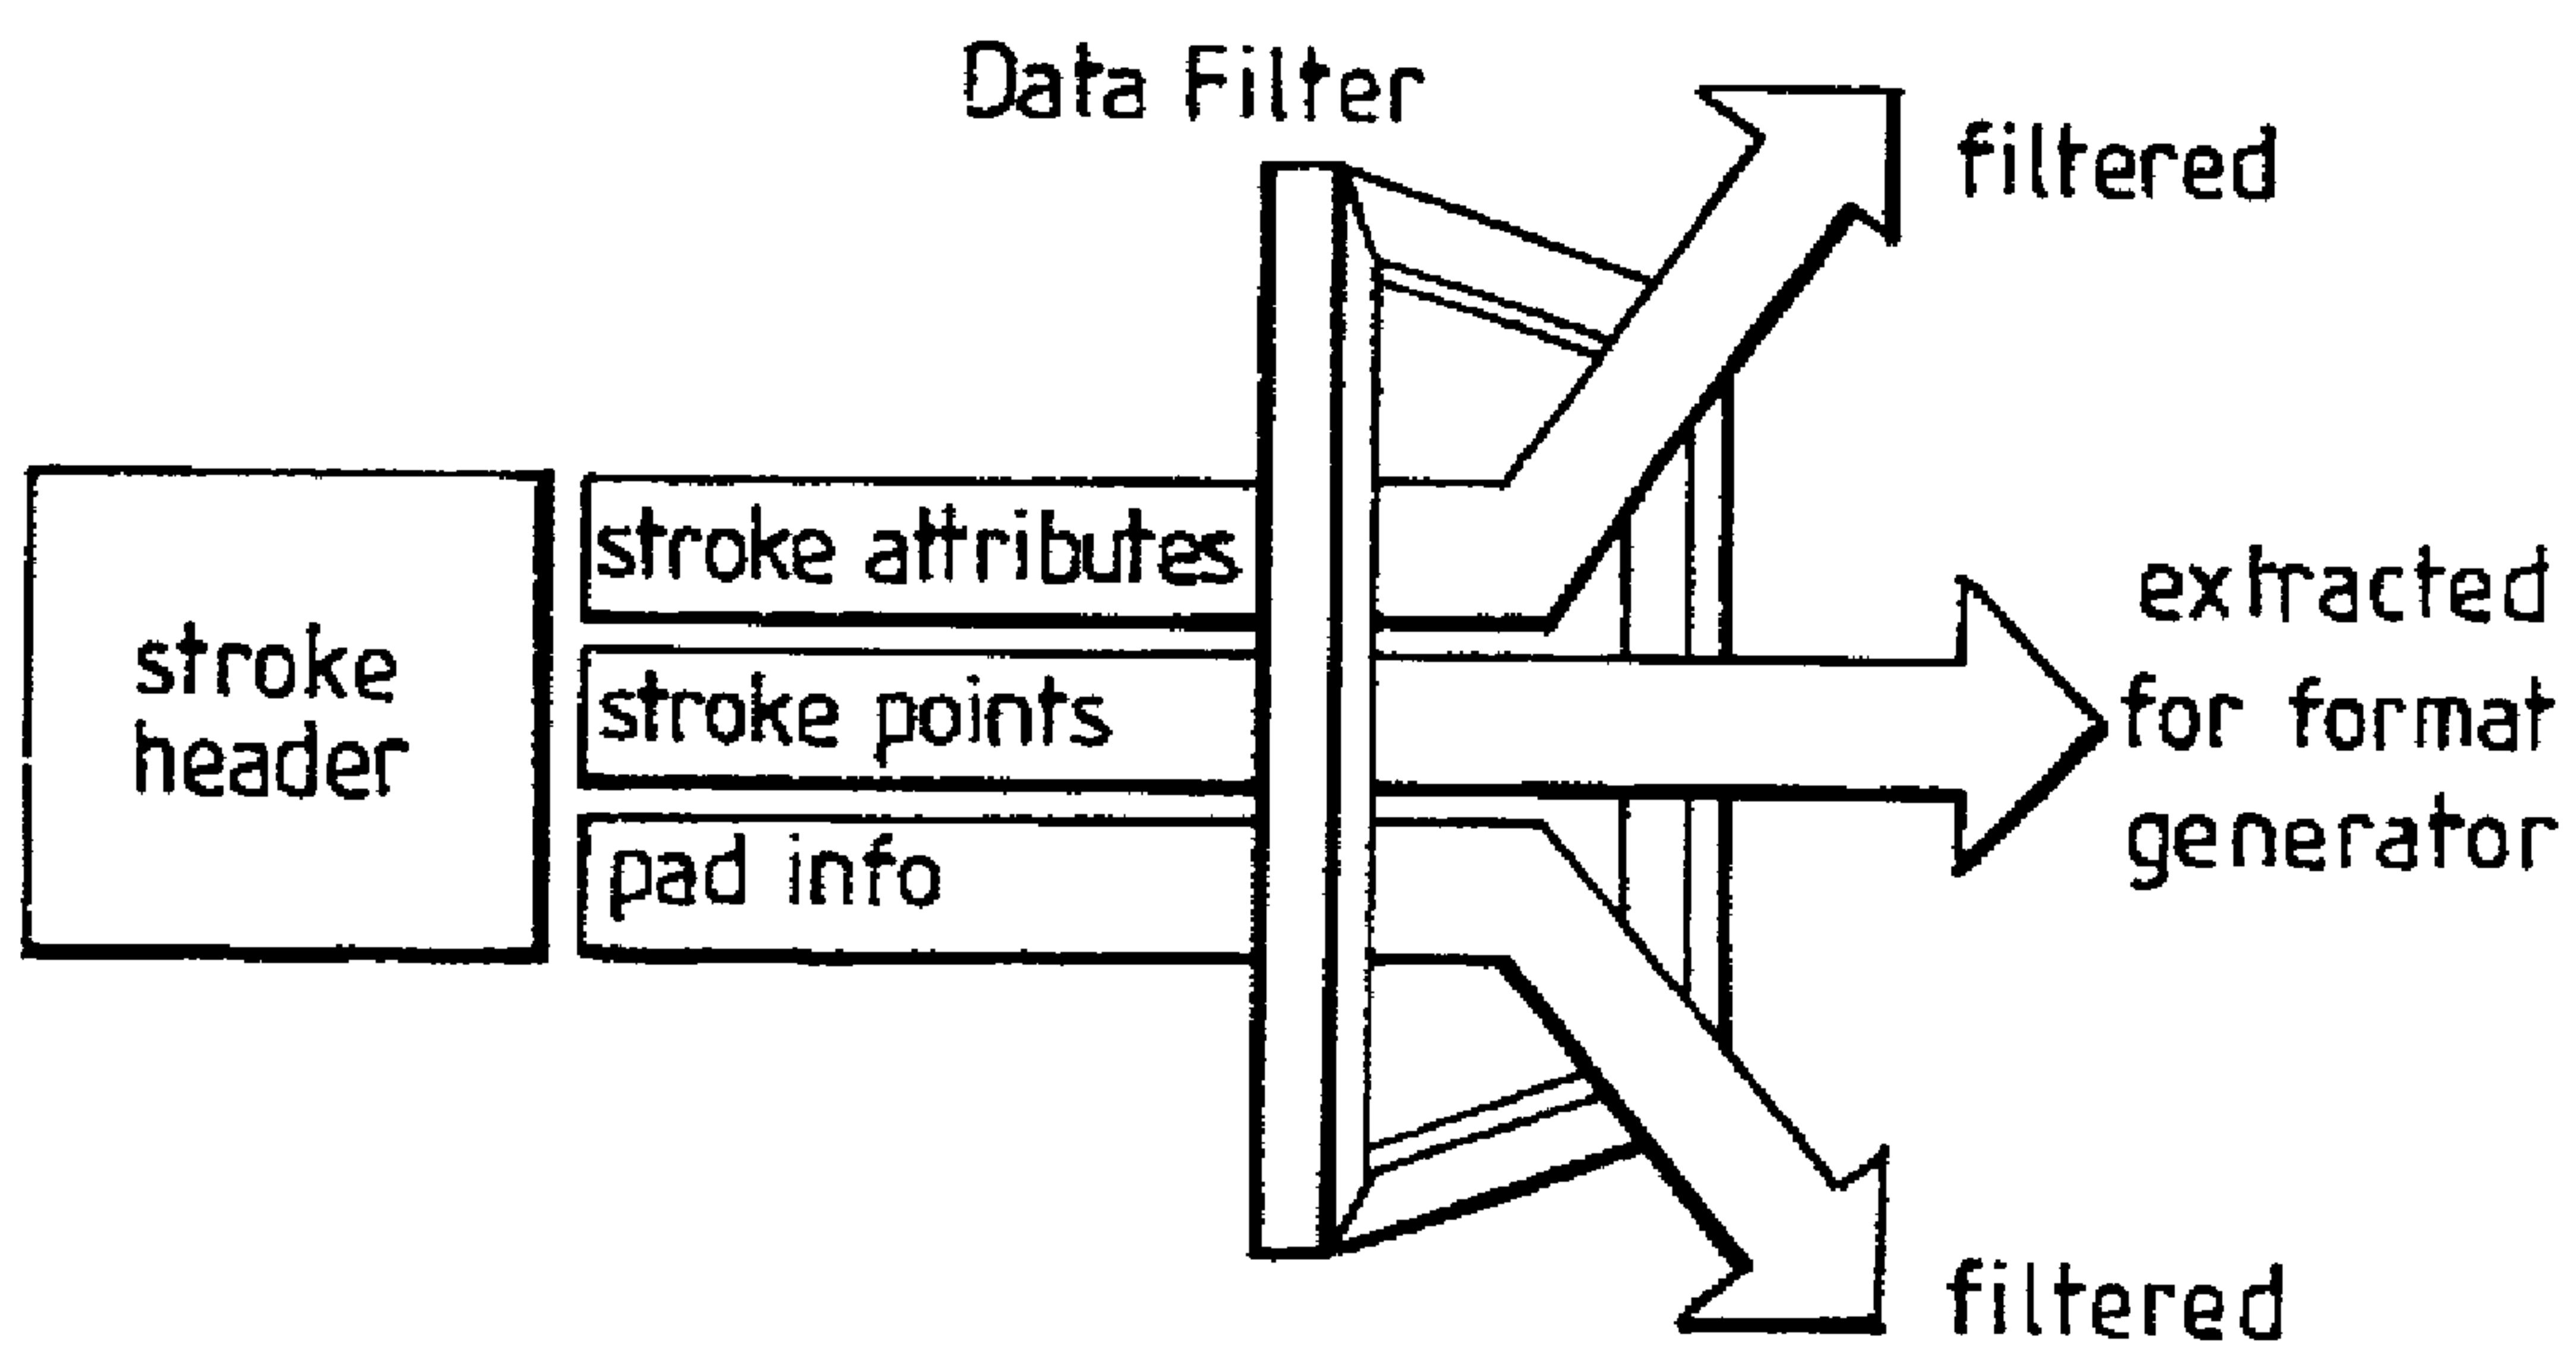 Data Filter
filtered
stroke attributes
stroke
header
stroke points
pad info
extracted
for format
generator
filtered